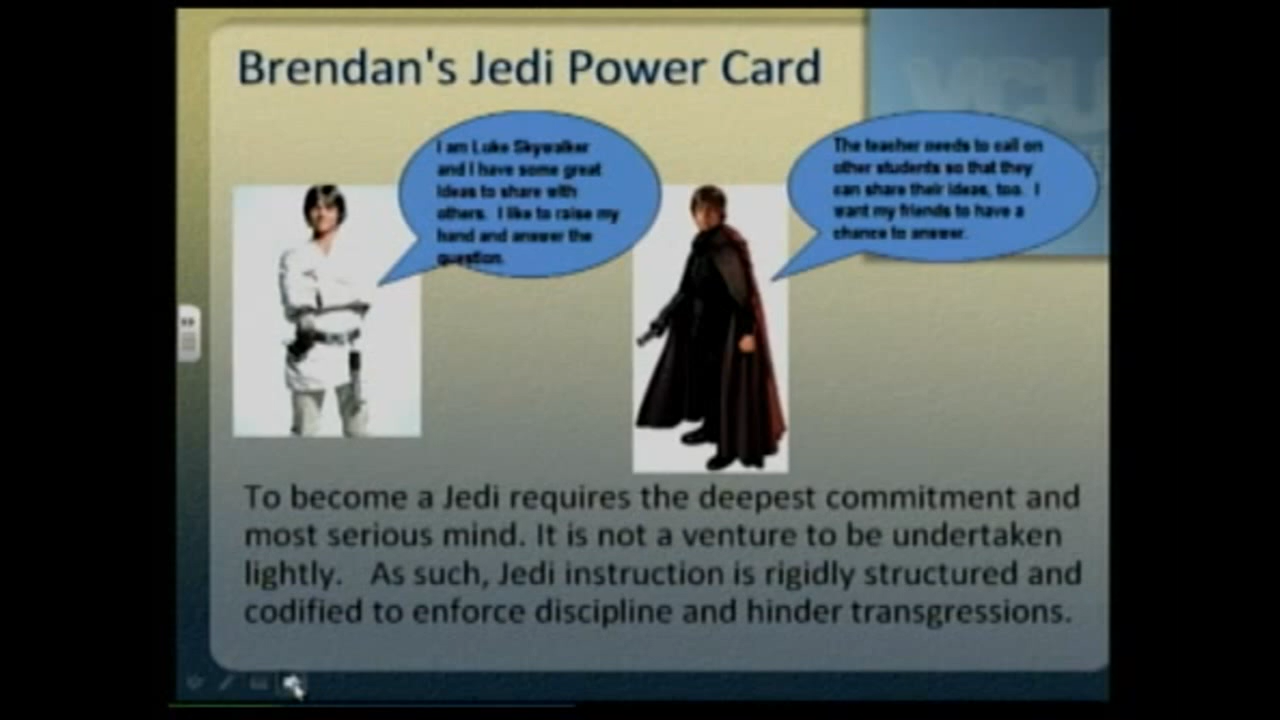 Brendan's Jedi Power Card
VCU
I am Luke Skywalker
and I have some great
ideas to share with
others. I like to raise my
hand and answer the
question.
The teacher needs to call on
other students so that they
can share their ideas, too. I
want my friends to have a
chance to answer.
To become a Jedi requires the deepest commitment and
most serious mind. It is not a venture to be undertaken
lightly. As such, Jedi instruction is rigidly structured and
codified to enforce discipline and hinder transgressions.